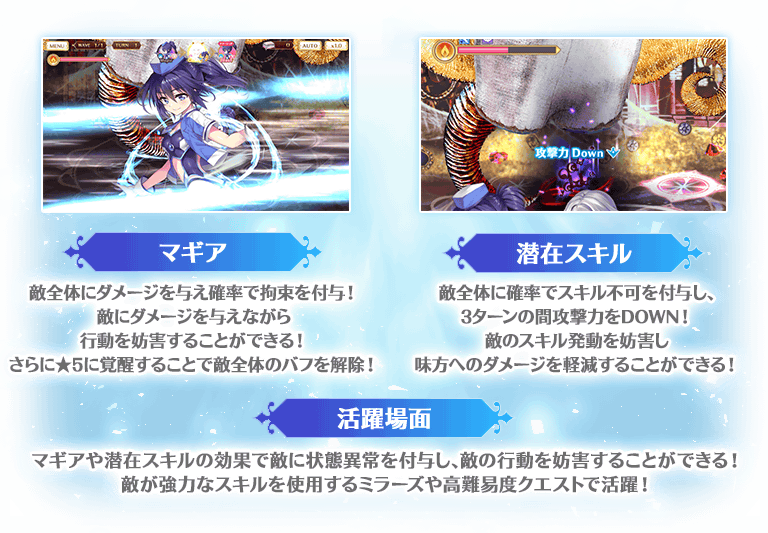 MENU
WAVE 1/1
TURN 1
0
AUTO
x1.0
攻撃力Down
マギア
敵全体にダメージを与え確率で拘束を付与！
敵にダメージを与えながら
行動を妨害することができる！
さらに★5に覚醒することで敵全体のバフを解除！
潜在スキル
敵全体に確率でスキル不可を付与し、
3ターンの間攻撃力をDOWN！
敵のスキル発動を妨害し
味方へのダメージを軽減することができる！
活躍場面
マギアや潜在スキルの効果で敵に状態異常を付与し、敵の行動を妨害することができる！
敵が強力なスキルを使用するミラーズや高難易度クエストで活躍！